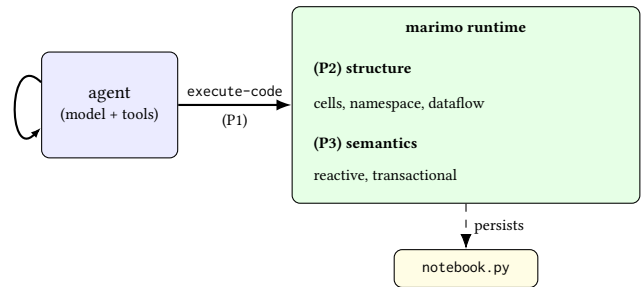 agent
(model + tools)
execute-code
(P1)
marimo runtime
(P2) structure
cells, namespace, dataflow
(P3) semantics
reactive, transactional
persists
notebook.py